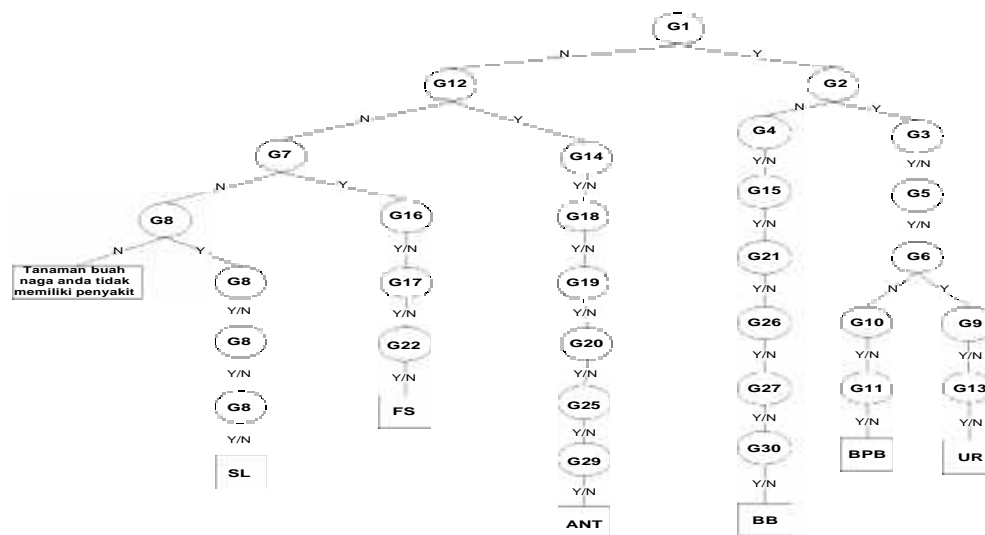 G1
N
Y
G12
G2
N
Y
N
Y
G4
G3
G7
G14
Y/N
Y/N
Y/N
N
Y
G15
G5
G8
G16
G18
Y/N
Y/N
N
Y
Y/N
Y/N
G21
G6
Tanaman buah
naga anda tidak
memiliki penyakit
G8
G17
G19
Y/N
N
Y
Y/N
Y/N
Y/N
G26
G10
G9
G8
G22
G20
Y/N
Y/N
Y/N
Y/N
Y/N
Y/N
G27
G11
G13
G8
FS
G25
Y/N
Y/N
Y/N
Y/N
Y/N
G30
BPB
UR
SL
G29
Y/N
Y/N
ANT
BB